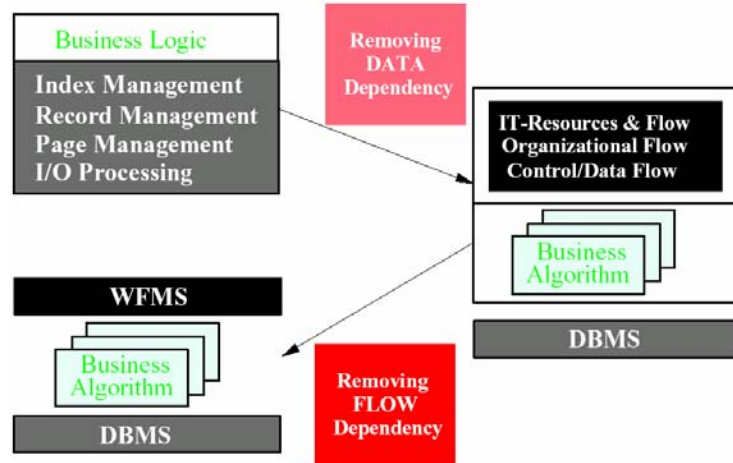 Business Logic
Index Management
Record Management
Page Management
I/O Processing
Removing
DATA
Dependency
IT-Resources & Flow
Organizational Flow
Control/Data Flow
Business
Algorithm
DBMS
Removing
FLOW
Dependency
WFMS
Business
Algorithm
DBMS